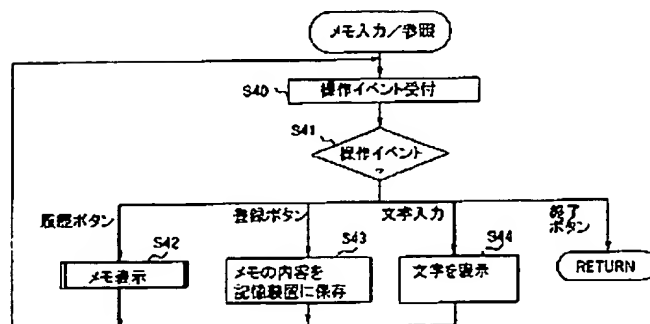 メモ入力／参照
S40
操作イベント受付
S41
操作イベント
?
履歴ボタン
登録ボタン
文字入力
終了
ボタン
S42
メモ表示
S43
メモの内容を
記憶装置に保存
S44
文字を表示
RETURN